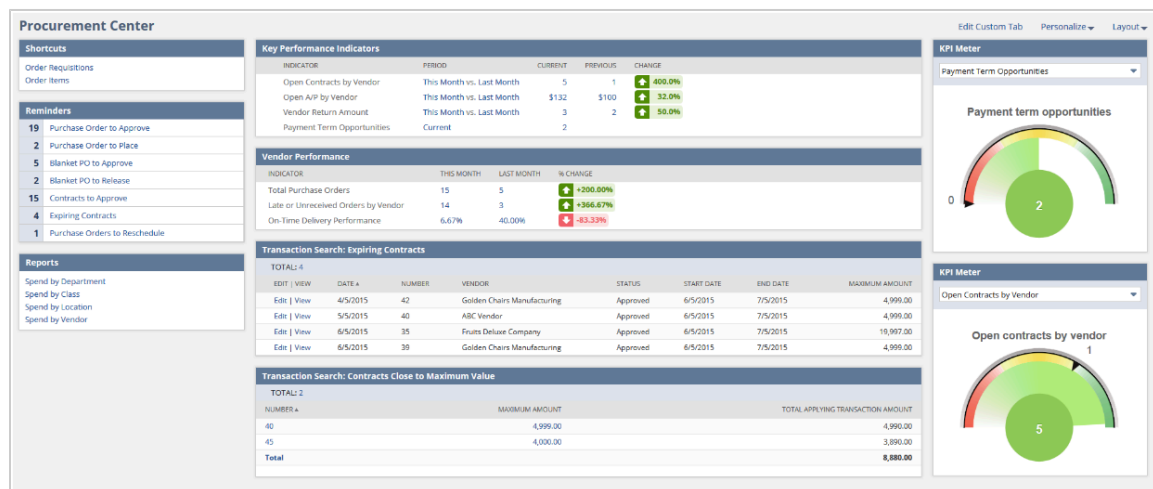 Procurement Center
Edit Custom Tab Personalize Layout
Shortcuts
Order Requisitions
Order Items
Reminders
19 Purchase Order to Approve
2 Purchase Order to Place
5 Blanket PO to Approve
2 Blanket PO to Release
15 Contracts to Approve
4 Expiring Contracts
1 Purchase Orders to Reschedule
Reports
Spend by Department
Spend by Class
Spend by Location
Spend by Vendor
Key Performance Indicators
INDICATOR PERIOD CURRENT PREVIOUS CHANGE
Open Contracts by Vendor This Month vs. Last Month 5 1 400.0%
Open A/P by Vendor This Month vs. Last Month $132 $100 32.0%
Vendor Return Amount This Month vs. Last Month 3 2 50.0%
Payment Term Opportunities Current 2
Vendor Performance
INDICATOR THIS MONTH LAST MONTH % CHANGE
Total Purchase Orders 15 5 +200.00%
Late or Unreceived Orders by Vendor 14 3 +366.67%
On-Time Delivery Performance 6.67% 40.00% -83.33%
Transaction Search: Expiring Contracts
TOTAL: 4
EDIT | VIEW DATE NUMBER VENDOR STATUS START DATE END DATE MAXIMUM AMOUNT
Edit | View 4/5/2015 42 Golden Chairs Manufacturing Approved 6/5/2015 7/5/2015 4,999.00
Edit | View 5/5/2015 40 ABC Vendor Approved 6/5/2015 7/5/2015 4,999.00
Edit | View 6/5/2015 35 Fruits Deluxe Company Approved 6/5/2015 7/5/2015 19,997.00
Edit | View 6/5/2015 39 Golden Chairs Manufacturing Approved 6/5/2015 7/5/2015 4,999.00
Transaction Search: Contracts Close to Maximum Value
TOTAL: 2
NUMBER MAXIMUM AMOUNT TOTAL APPLYING TRANSACTION AMOUNT
40 4,999.00 4,990.00
45 4,000.00 3,890.00
Total 8,880.00
KPI Meter
Payment Term Opportunities
Payment term opportunities
0
2
KPI Meter
Open Contracts by Vendor
Open contracts by vendor
1
5